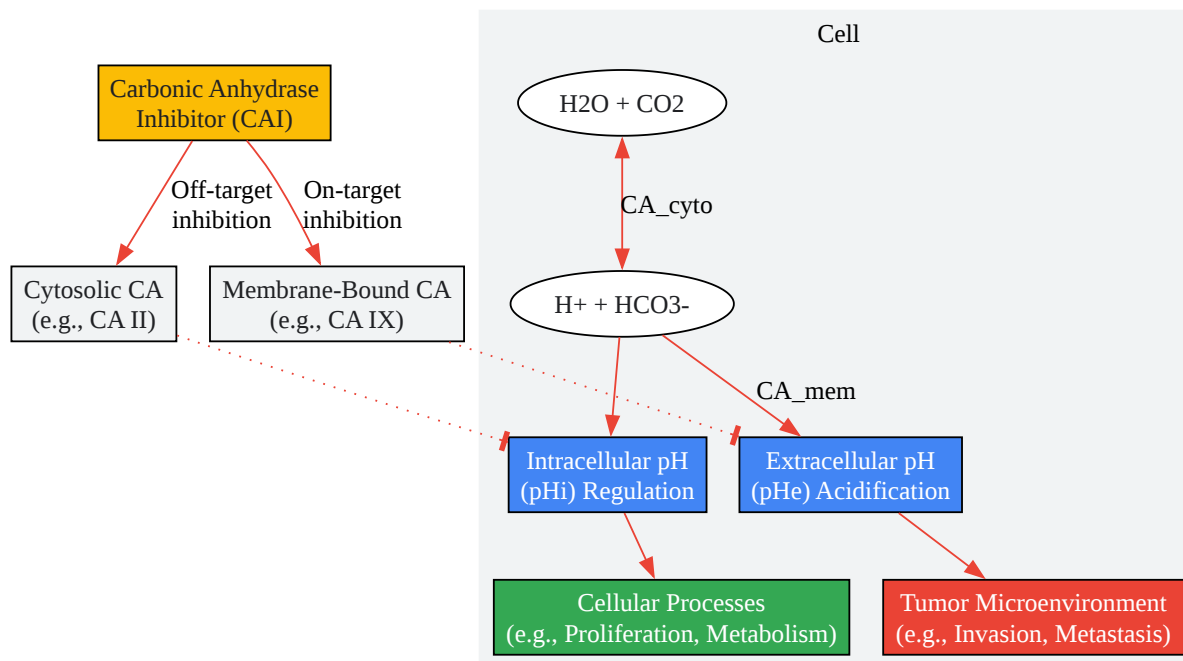 Cell
Carbonic Anhydrase
Inhibitor (CAI)
H2O + CO2
Off-target
inhibition
On-target
inhibition
CA_cyto
Cytosolic CA
(e.g., CA II)
Membrane-Bound CA
(e.g., CA IX)
H+ + HCO3-
CA_mem
Intracellular pH
(pHi) Regulation
Extracellular pH
(pHe) Acidification
Cellular Processes
(e.g., Proliferation, Metabolism)
Tumor Microenvironment
(e.g., Invasion, Metastasis)